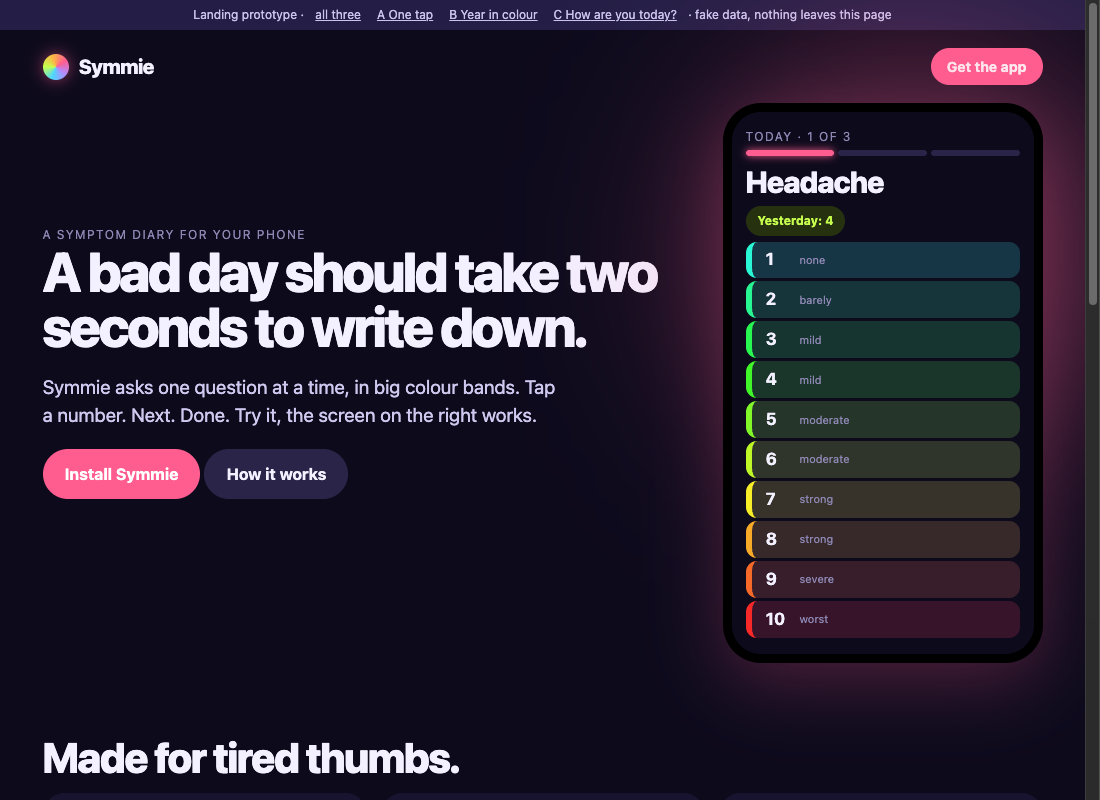 Landing prototype · all three A One tap B Year in colour C How are you today? · fake data, nothing leaves this page
Symmie
Get the app
A SYMPTOM DIARY FOR YOUR PHONE
A bad day should take two
seconds to write down.
Symmie asks one question at a time, in big colour bands. Tap
a number. Next. Done. Try it, the screen on the right works.
Install Symmie
How it works
TODAY · 1 OF 3
Headache
Yesterday: 4
1 none
2 barely
3 mild
4 mild
5 moderate
6 moderate
7 strong
8 strong
9 severe
10 worst
Made for tired thumbs.